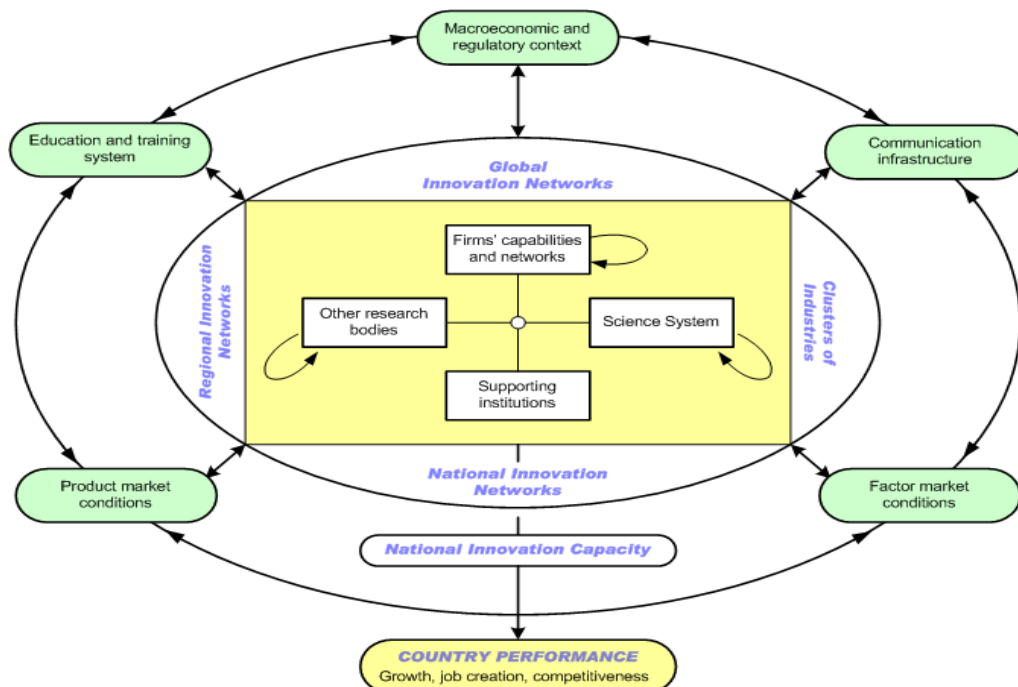 Macroeconomic and
regulatory context
Education and training
system
Communication
infrastructure
Global
Innovation Networks
Regional Innovation
Networks
Clusters of
Industries
Firms' capabilities
and networks
Other research
bodies
Science System
Supporting
institutions
National Innovation
Networks
Product market
conditions
Factor market
conditions
National Innovation Capacity
COUNTRY PERFORMANCE
Growth, job creation, competitiveness